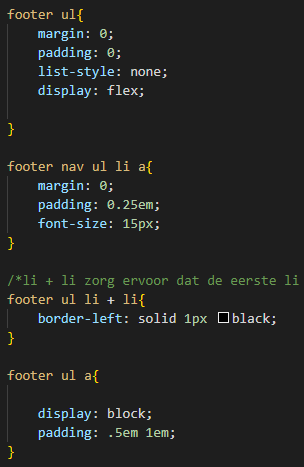 footer ul{
    margin: 0;
    padding: 0;
    list-style: none;
    display: flex;

}

footer nav ul li a{
    margin: 0;
    padding: 0.25em;
    font-size: 15px;
}

/*li + li zorg ervoor dat de eerste li
footer ul li + li{
    border-left: solid 1px black;
}

footer ul a{

    display: block;
    padding: .5em 1em;
}